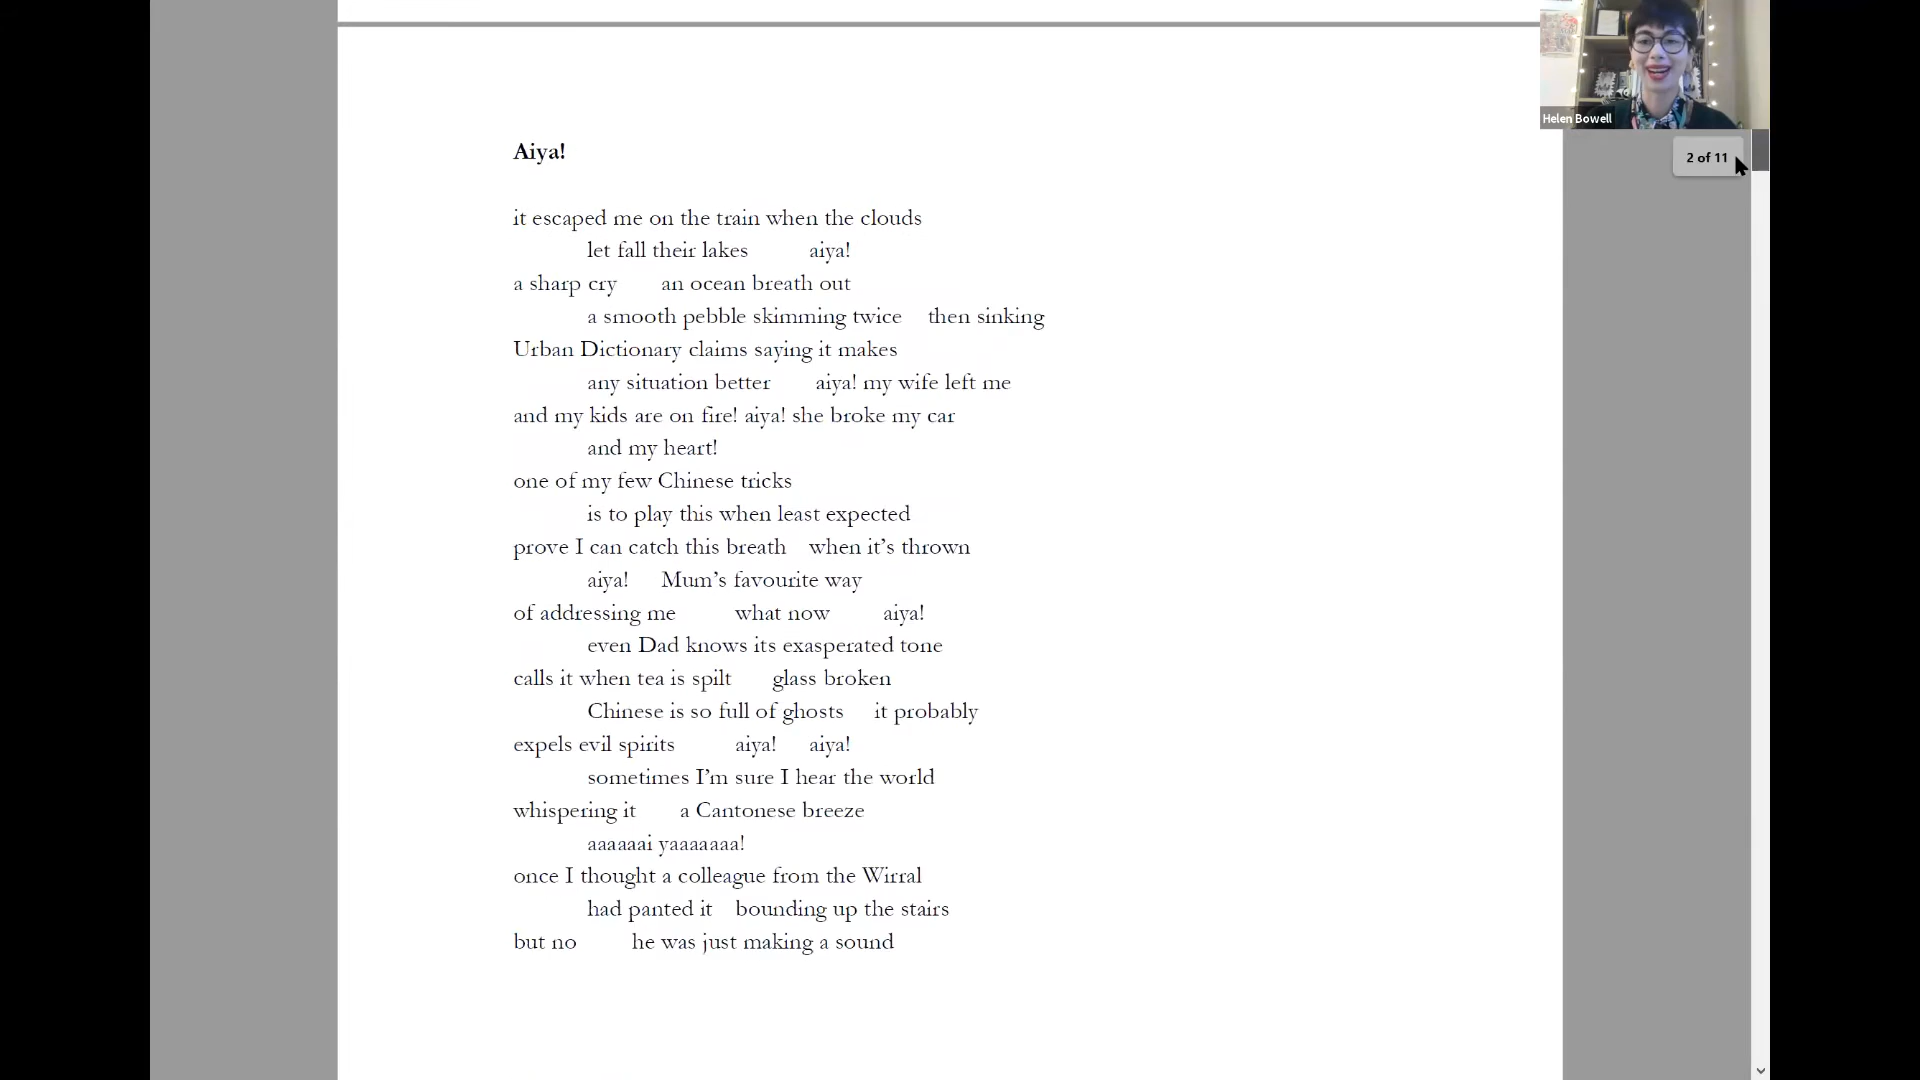 Helen Bowell
2 of 11
Aiya!
it escaped me on the train when the clouds
let fall their lakes aiya!
a sharp cry an ocean breath out
a smooth pebble skimming twice then sinking
Urban Dictionary claims saying it makes
any situation better aiya! my wife left me
and my kids are on fire! aiya! she broke my car
and my heart!
one of my few Chinese tricks
is to play this when least expected
prove I can catch this breath when it’s thrown
aiya! Mum’s favourite way
of addressing me what now aiya!
even Dad knows its exasperated tone
calls it when tea is spilt glass broken
Chinese is so full of ghosts it probably
expels evil spirits aiya! aiya!
sometimes I’m sure I hear the world
whispering it a Cantonese breeze
aaaaaai yaaaaaaa!
once I thought a colleague from the Wirral
had panted it bounding up the stairs
but no he was just making a sound